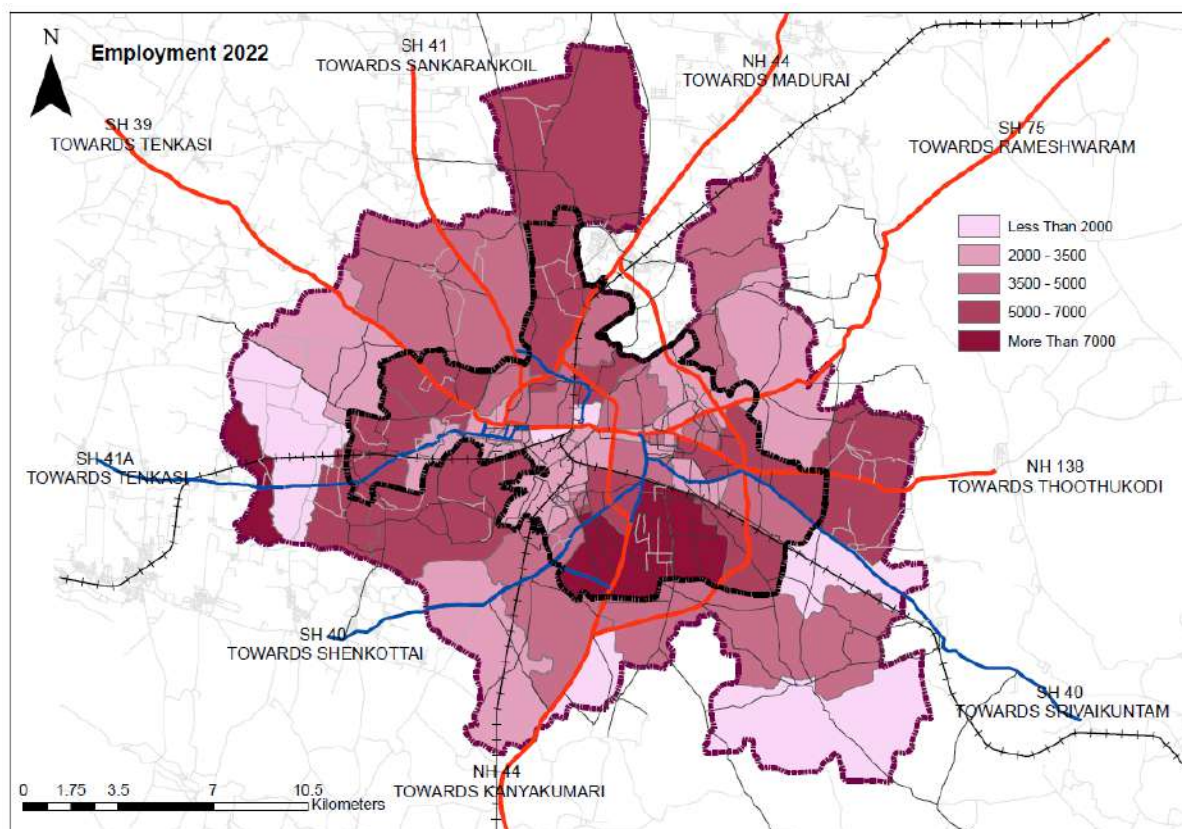 N
Employment 2022
SH 41
TOWARDS SANKARANKOIL
NH 44
TOWARDS MADURAI
SH 39
TOWARDS TENKASI
SH 75
TOWARDS RAMESHWARAM
Less Than 2000
2000 - 3500
3500 - 5000
5000 - 7000
More Than 7000
SH 41A
TOWARDS TENKASI
NH 138
TOWARDS THOOTHUKODI
SH 40
TOWARDS SHENKOTTAI
SH 40
TOWARDS SRIVAIKUNTAM
NH 44
TOWARDS KANYAKUMARI
0 1.75 3.5 7 10.5
Kilometers